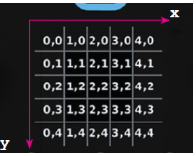 x
0,0 1,0 2,0 3,0 4,0
0,1 1,1 2,1 3,1 4,1
0,2 1,2 2,2 3,2 4,2
0,3 1,3 2,3 3,3 4,3
0,4 1,4 2,4 3,4 4,4
y